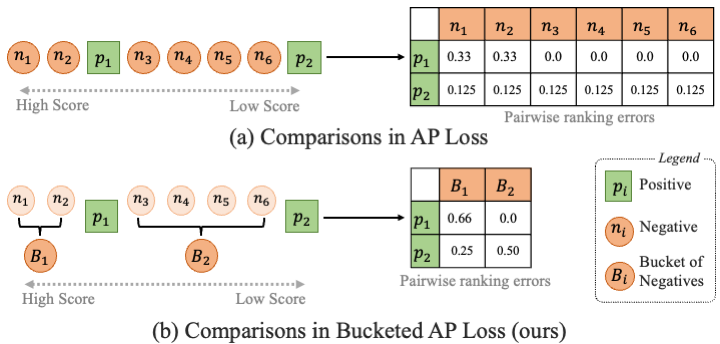 n1 n2 p1 n3 n4 n5 n6 p2
High Score Low Score
n1 n2 n3 n4 n5 n6
p1 0.33 0.33 0.0 0.0 0.0 0.0
p2 0.125 0.125 0.125 0.125 0.125 0.125
Pairwise ranking errors
(a) Comparisons in AP Loss
n1 n2 p1 n3 n4 n5 n6 p2
B1 B2
High Score Low Score
B1 B2
p1 0.66 0.0
p2 0.25 0.50
Pairwise ranking errors
Legend
pi Positive
ni Negative
Bi Bucket of
Negatives
(b) Comparisons in Bucketed AP Loss (ours)